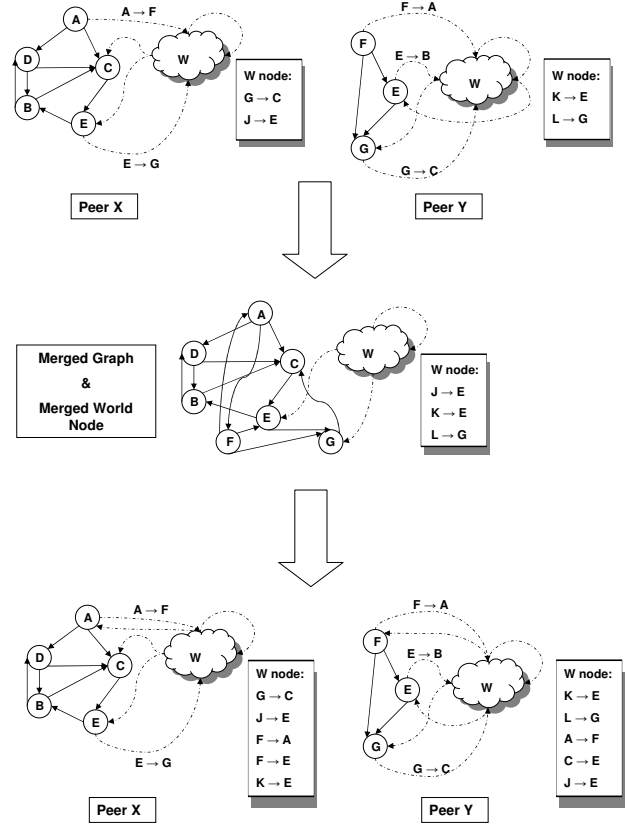 A → F
A
D
C
B
E
W
E → G
W node:
G → C
J → E
Peer X
F → A
F
E → B
E
W
G
G → C
W node:
K → E
L → G
Peer Y
Merged Graph
&
Merged World
Node
A
D
C
B
E
F
G
W
W node:
J → E
K → E
L → G
A → F
A
D
C
B
E
W
E → G
W node:
G → C
J → E
F → A
F → E
K → E
Peer X
F → A
F
E → B
E
W
G
G → C
W node:
K → E
L → G
A → F
C → E
J → E
Peer Y